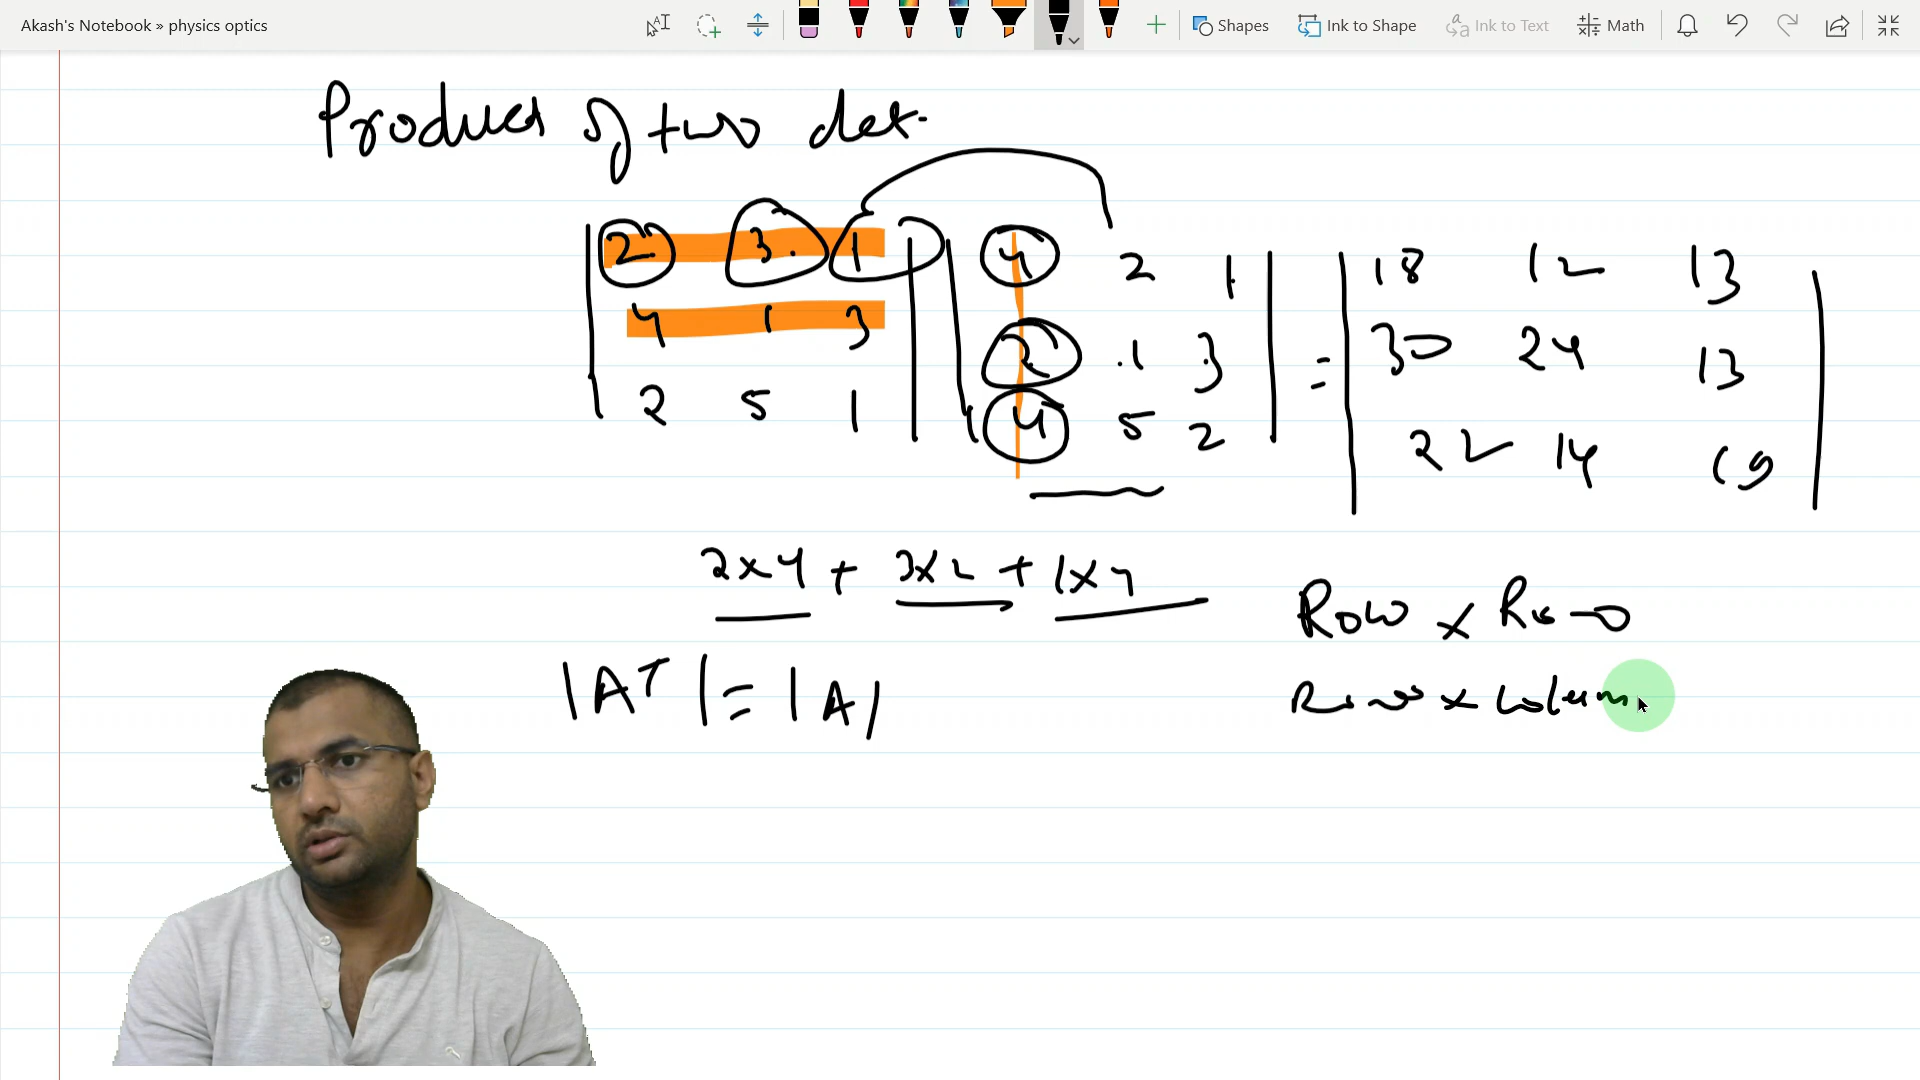 Akash's Notebook » physics optics
Shapes Ink to Shape Ink to Text Math
Product of two det.
| 2 3 1 | | 4 2 1 | = | 18 12 13 |
| 4 1 3 | | 2 1 3 | | 30 24 13 |
| 2 5 1 | | 4 5 2 | | 22 14 19 |
2x4 + 3x2 + 1x4
Row x Row
|Aᵀ| = |A|
Row x Column